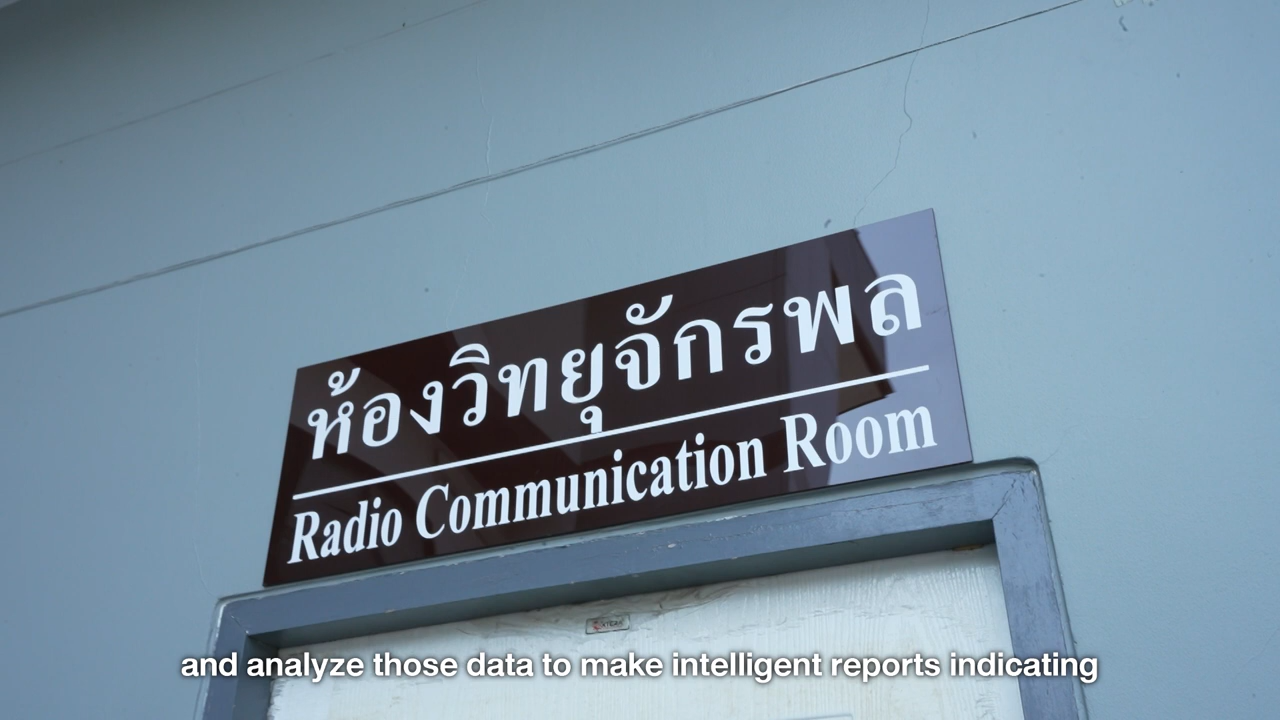 ห้องวิทยุจักรพล
Radio Communication Room
and analyze those data to make intelligent reports indicating